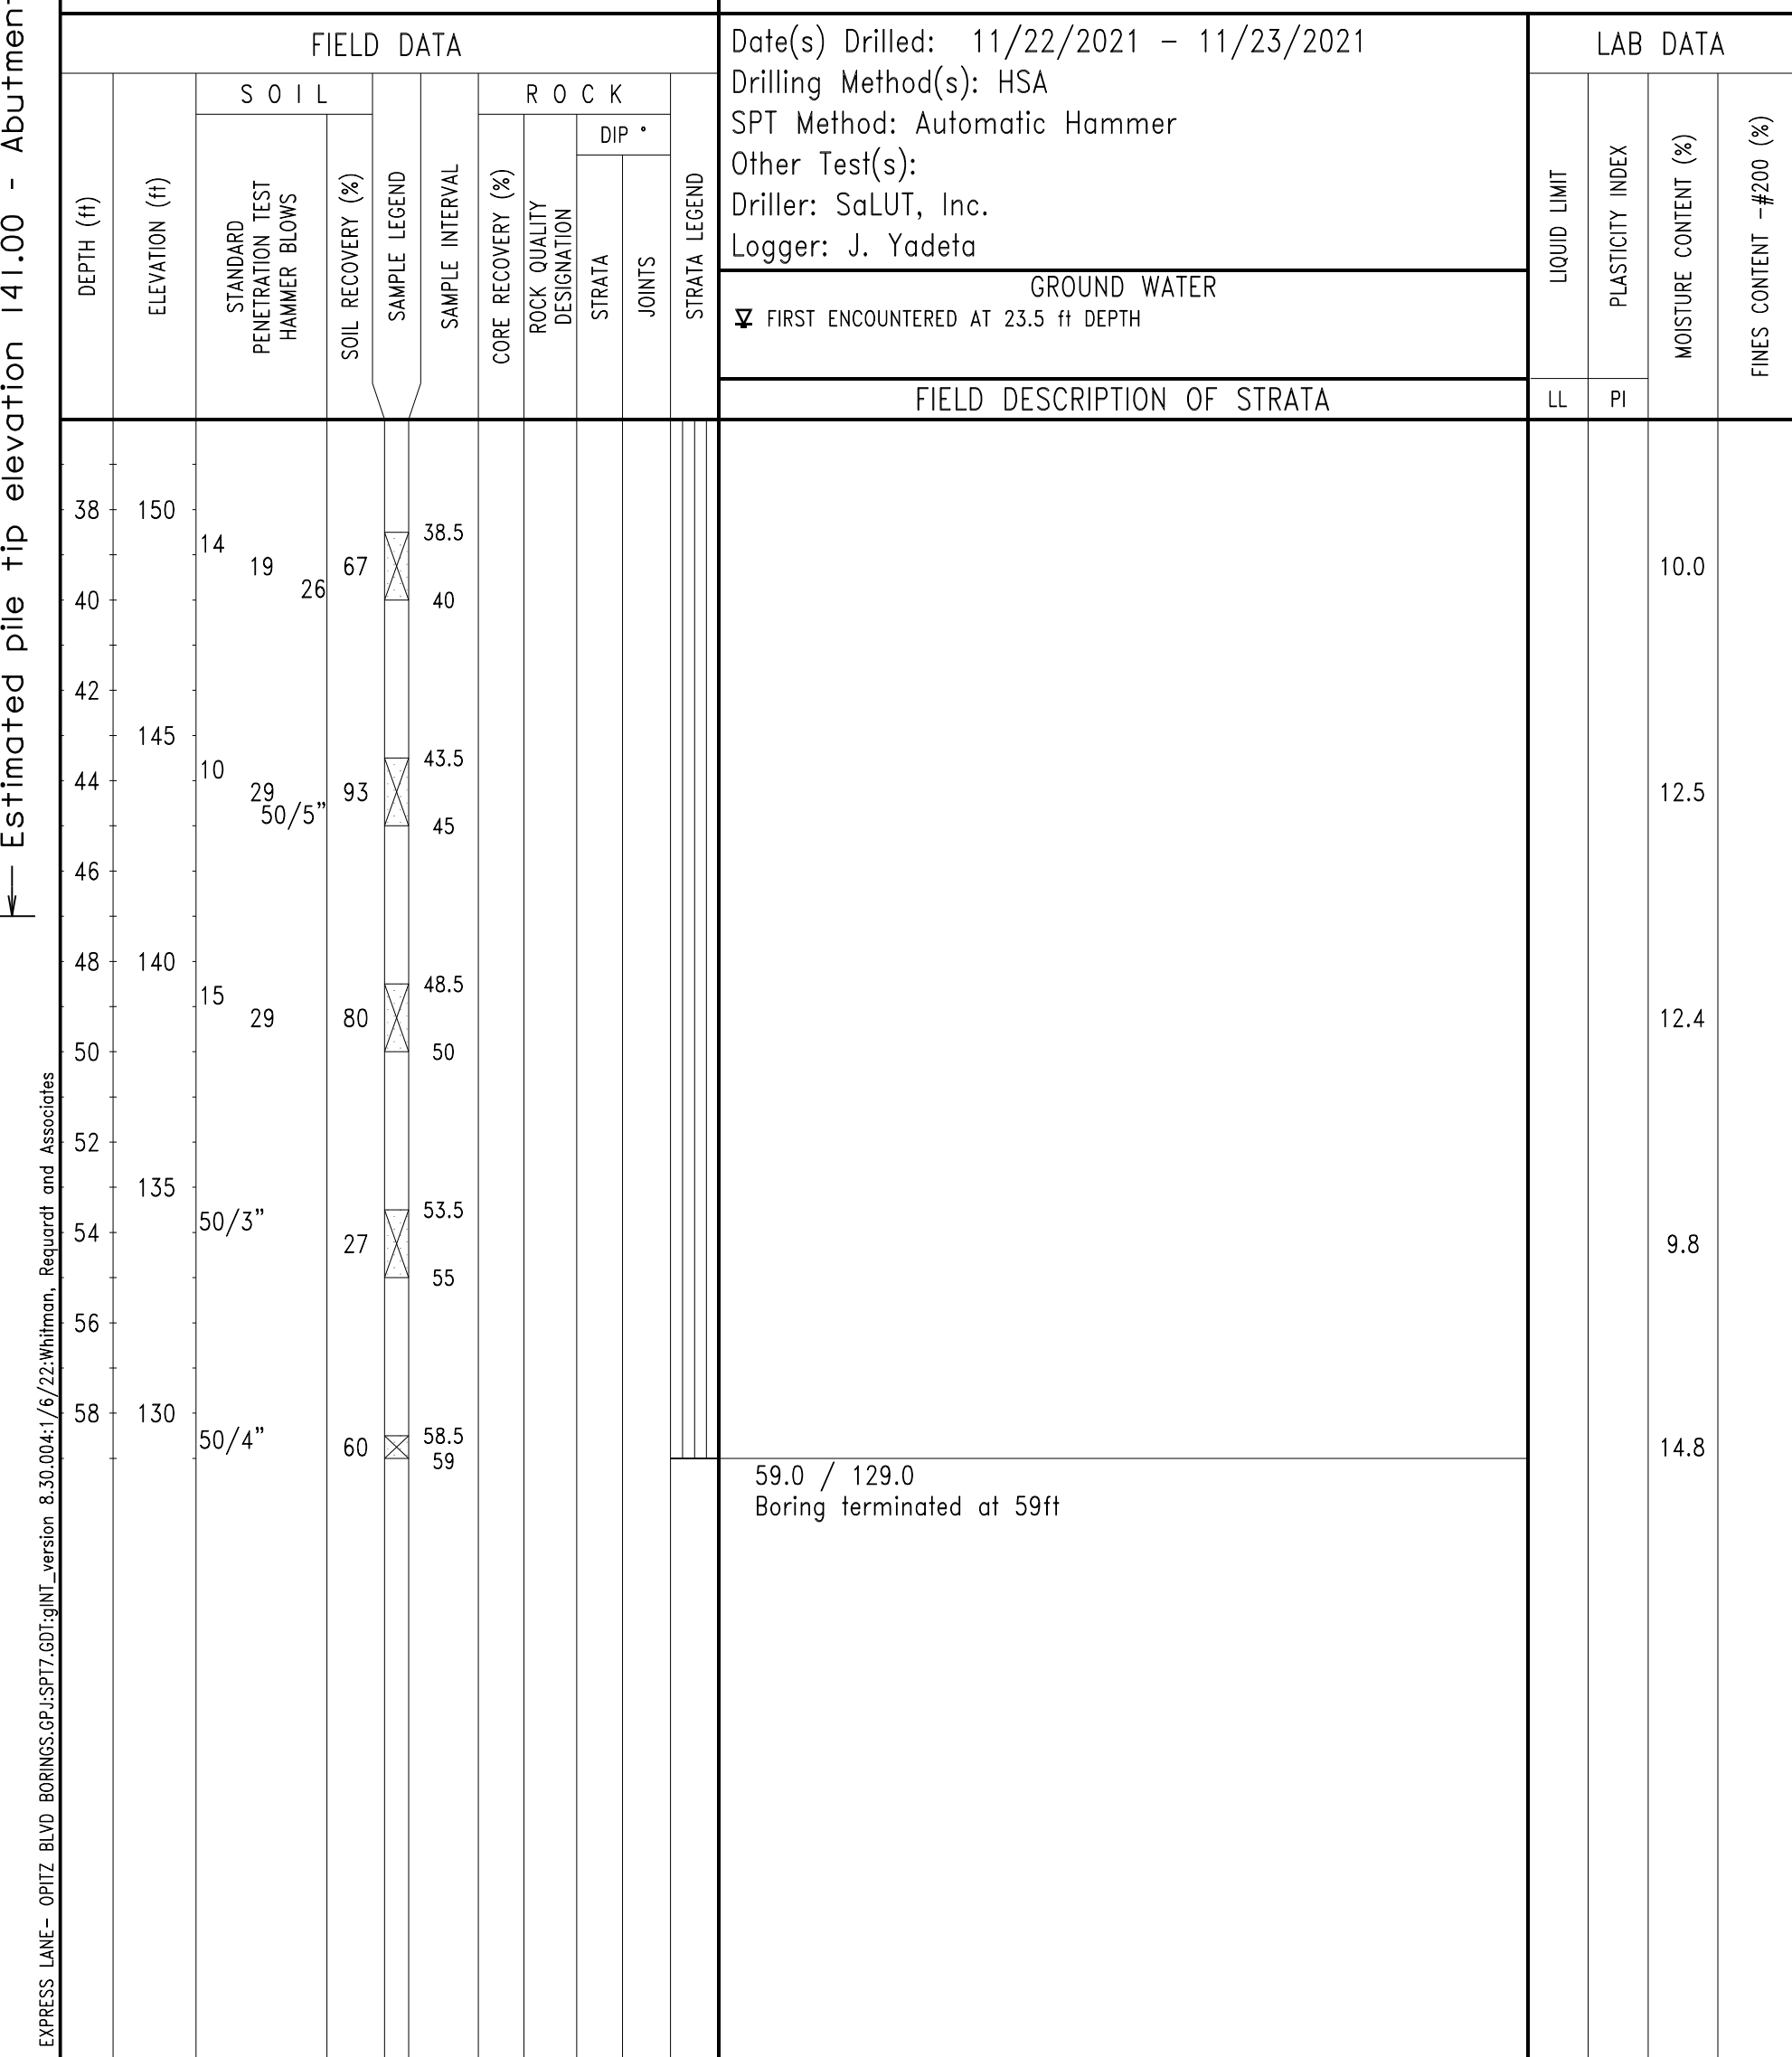 Estimated pile tip elevation 141.00 - Abutment
FIELD DATA
S O I L
R O C K
DIP °
DEPTH (ft)
ELEVATION (ft)
STANDARD
PENETRATION TEST
HAMMER BLOWS
SOIL RECOVERY (%)
SAMPLE LEGEND
SAMPLE INTERVAL
CORE RECOVERY (%)
ROCK QUALITY
DESIGNATION
STRATA
JOINTS
STRATA LEGEND
Date(s) Drilled: 11/22/2021 - 11/23/2021
Drilling Method(s): HSA
SPT Method: Automatic Hammer
Other Test(s):
Driller: SaLUT, Inc.
Logger: J. Yadeta
GROUND WATER
FIRST ENCOUNTERED AT 23.5 ft DEPTH
FIELD DESCRIPTION OF STRATA
LAB DATA
LIQUID LIMIT
PLASTICITY INDEX
MOISTURE CONTENT (%)
FINES CONTENT -#200 (%)
LL PI
38 150
38.5
14
19 67 10.0
26
40 40
42
145
43.5
10
44
29 93 12.5
50/5"
45
46
48 140
48.5
15
29 80 12.4
50 50
52
135
53.5
50/3"
54
27 9.8
55
56
58 130
58.5
50/4"
60 14.8
59
59.0 / 129.0
Boring terminated at 59ft
EXPRESS LANE- OPITZ BLVD BORINGS.GPJ:SPT7.GDT:gINT_version 8.30.004:1/6/22:Whitman, Requardt and Associates